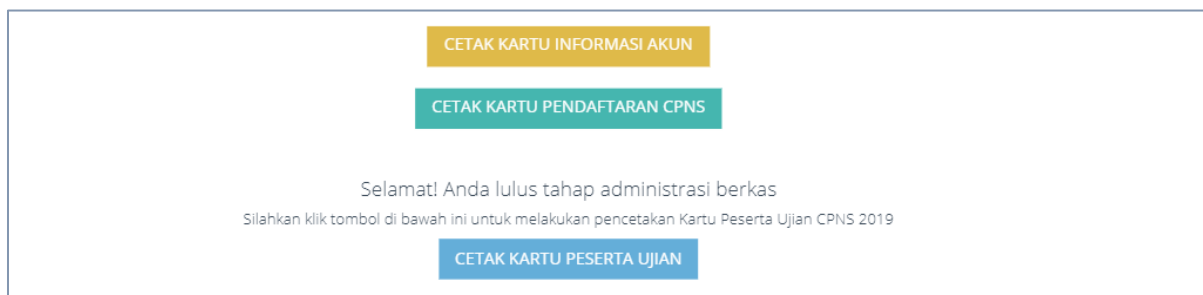 CETAK KARTU INFORMASI AKUN
CETAK KARTU PENDAFTARAN CPNS
Selamat! Anda lulus tahap administrasi berkas
Silahkan klik tombol di bawah ini untuk melakukan pencetakan Kartu Peserta Ujian CPNS 2019
CETAK KARTU PESERTA UJIAN